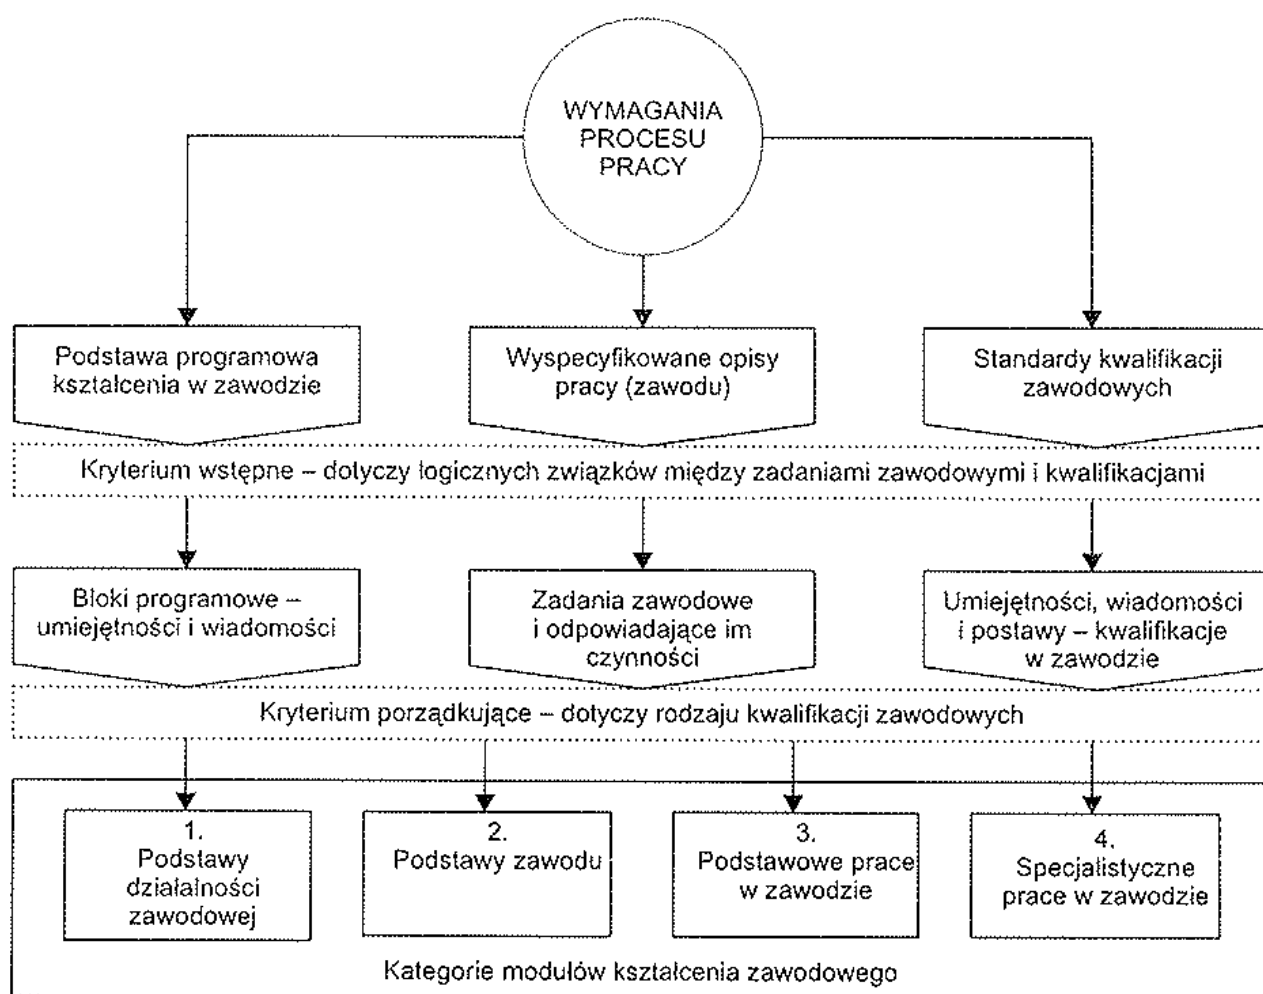 WYMAGANIA
PROCESU
PRACY
Podstawa programowa
kształcenia w zawodzie
Wyspecyfikowane opisy
pracy (zawodu)
Standardy kwalifikacji
zawodowych
Kryterium wstępne – dotyczy logicznych związków między zadaniami zawodowymi i kwalifikacjami
Bloki programowe –
umiejętności i wiadomości
Zadania zawodowe
i odpowiadające im
czynności
Umiejętności, wiadomości
i postawy – kwalifikacje
w zawodzie
Kryterium porządkujące – dotyczy rodzaju kwalifikacji zawodowych
1.
Podstawy
działalności
zawodowej
2.
Podstawy zawodu
3.
Podstawowe prace
w zawodzie
4.
Specjalistyczne
prace w zawodzie
Kategorie modułów kształcenia zawodowego